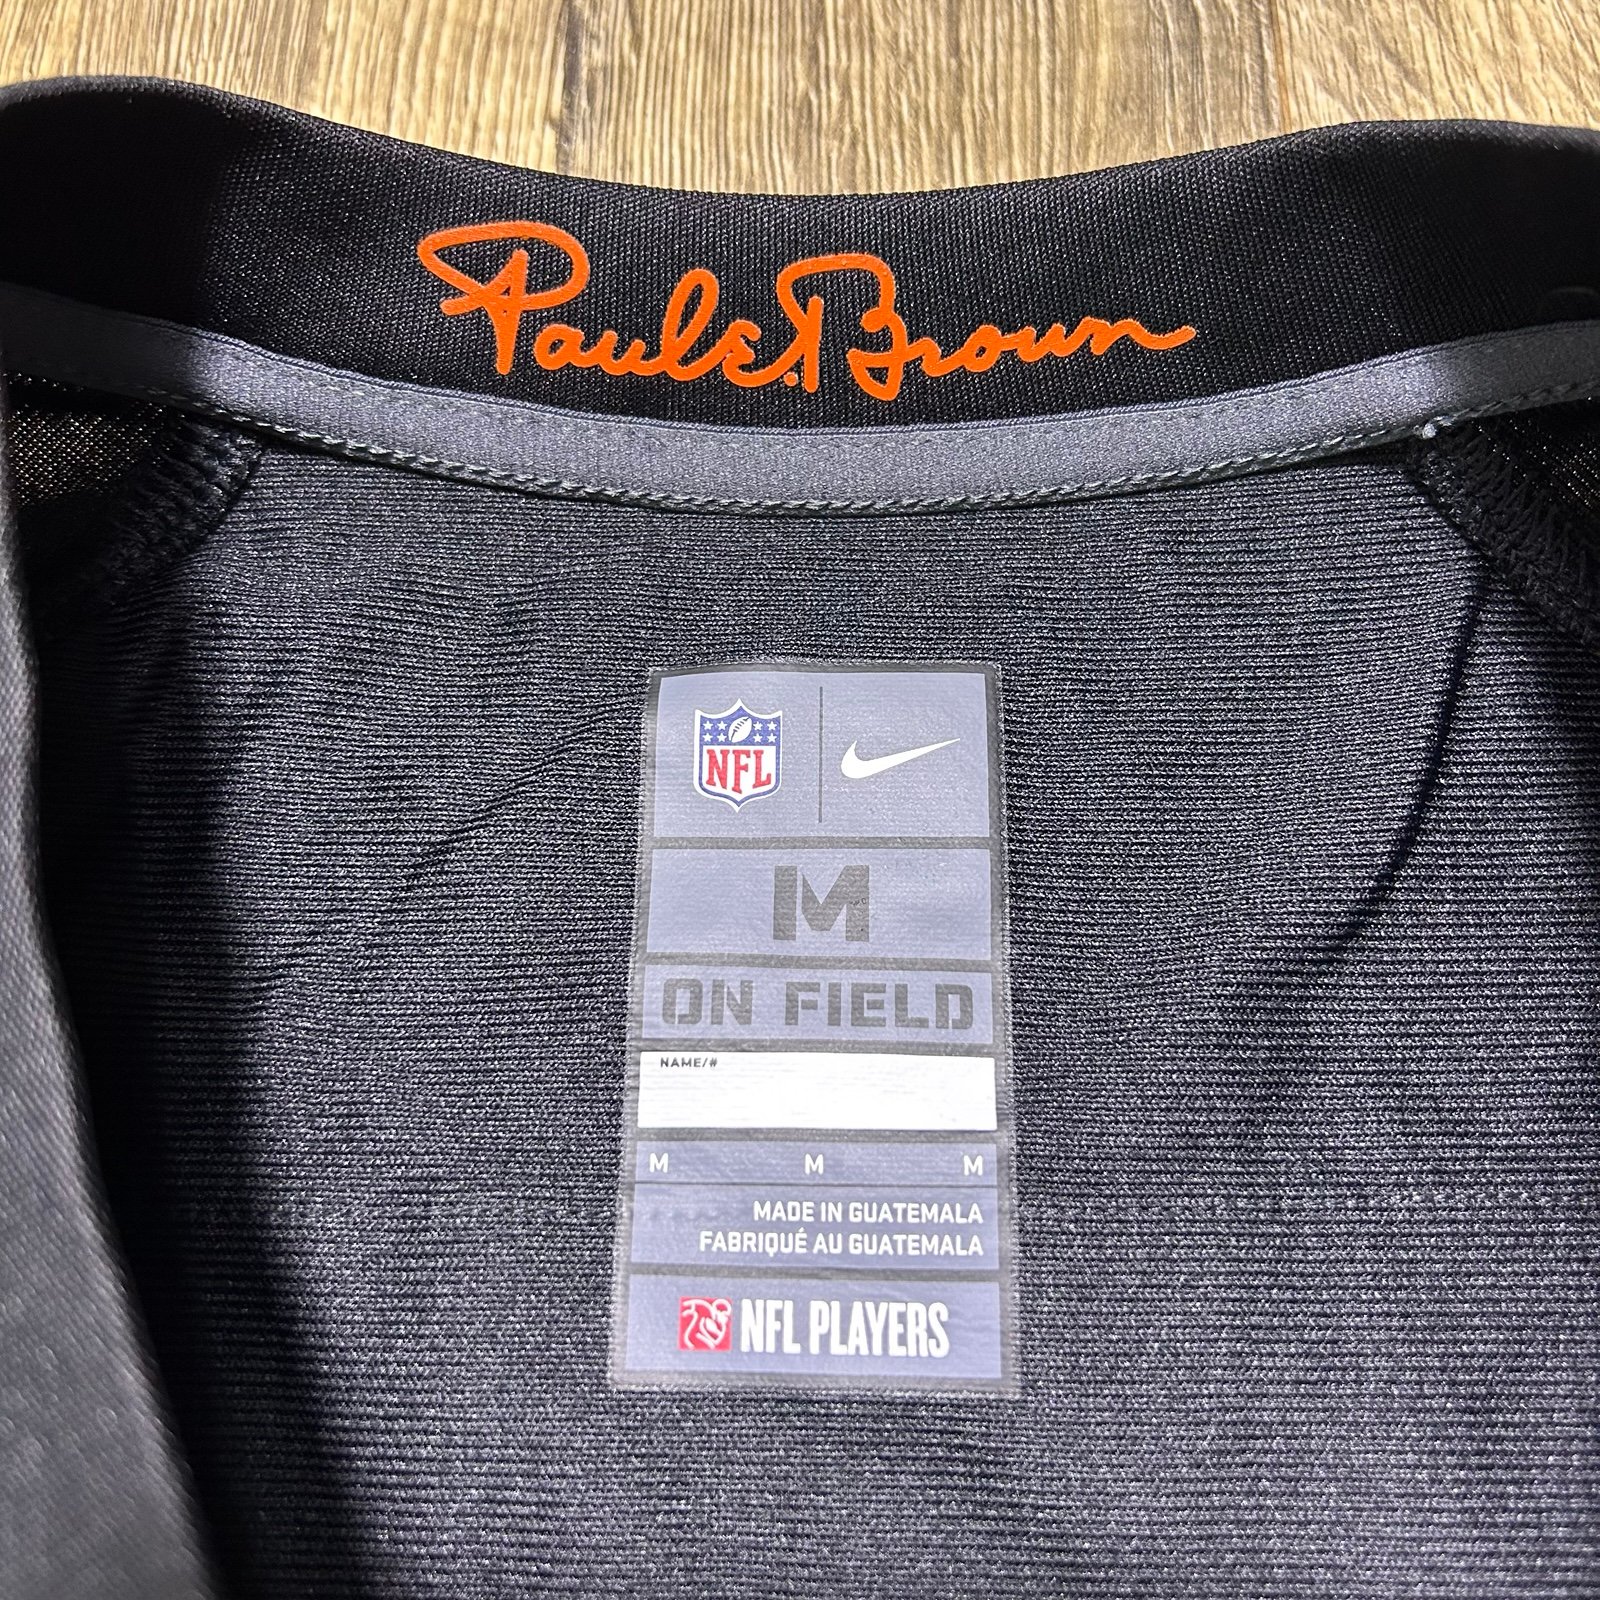 Paul E. Brown
NFL
M
ON FIELD
NAME/#
M M M
MADE IN GUATEMALA
FABRIQUÉ AU GUATEMALA
NFL PLAYERS